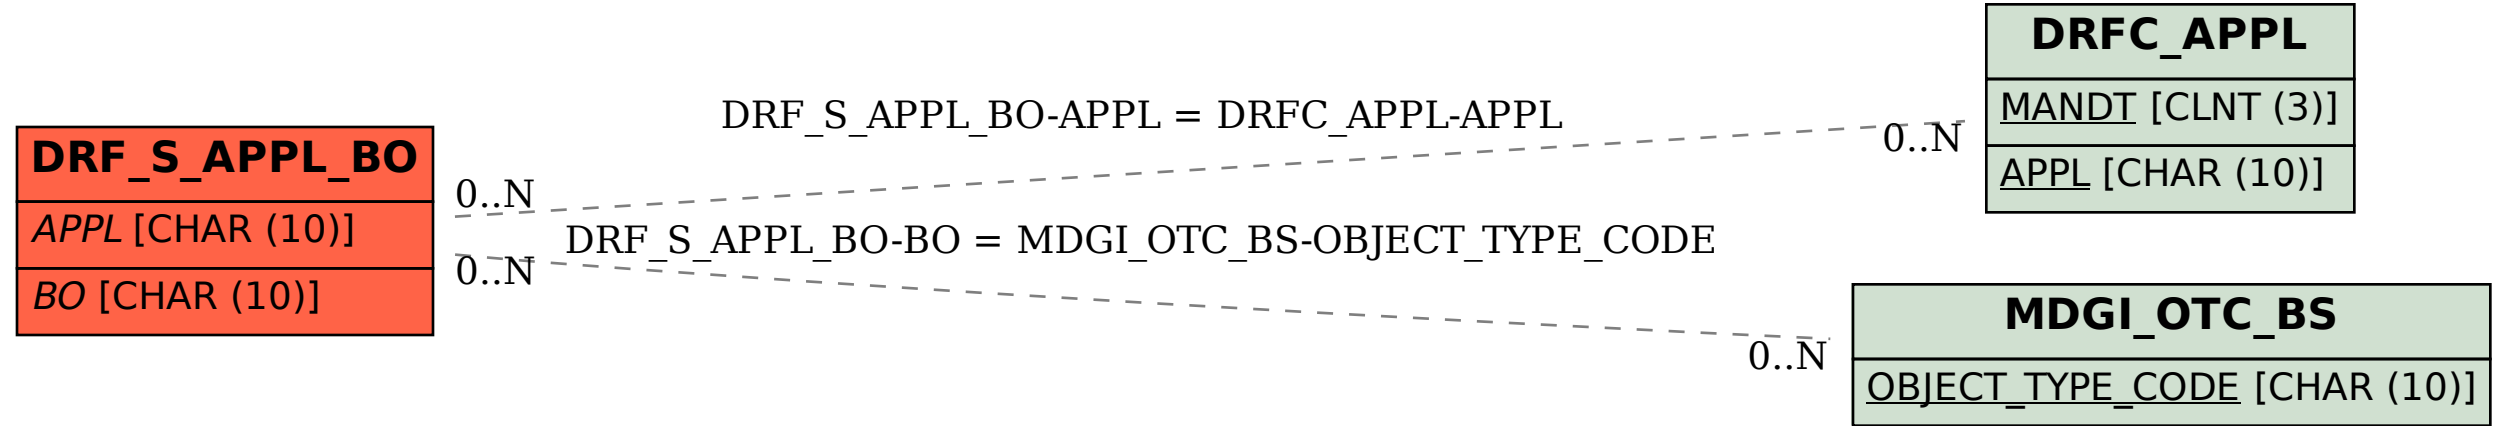 DRF_S_APPL_BO
APPL [CHAR (10)]
BO [CHAR (10)]
DRF_S_APPL_BO-APPL = DRFC_APPL-APPL
0..N
0..N
DRF_S_APPL_BO-BO = MDGI_OTC_BS-OBJECT_TYPE_CODE
0..N
0..N
DRFC_APPL
MANDT [CLNT (3)]
APPL [CHAR (10)]
MDGI_OTC_BS
OBJECT_TYPE_CODE [CHAR (10)]